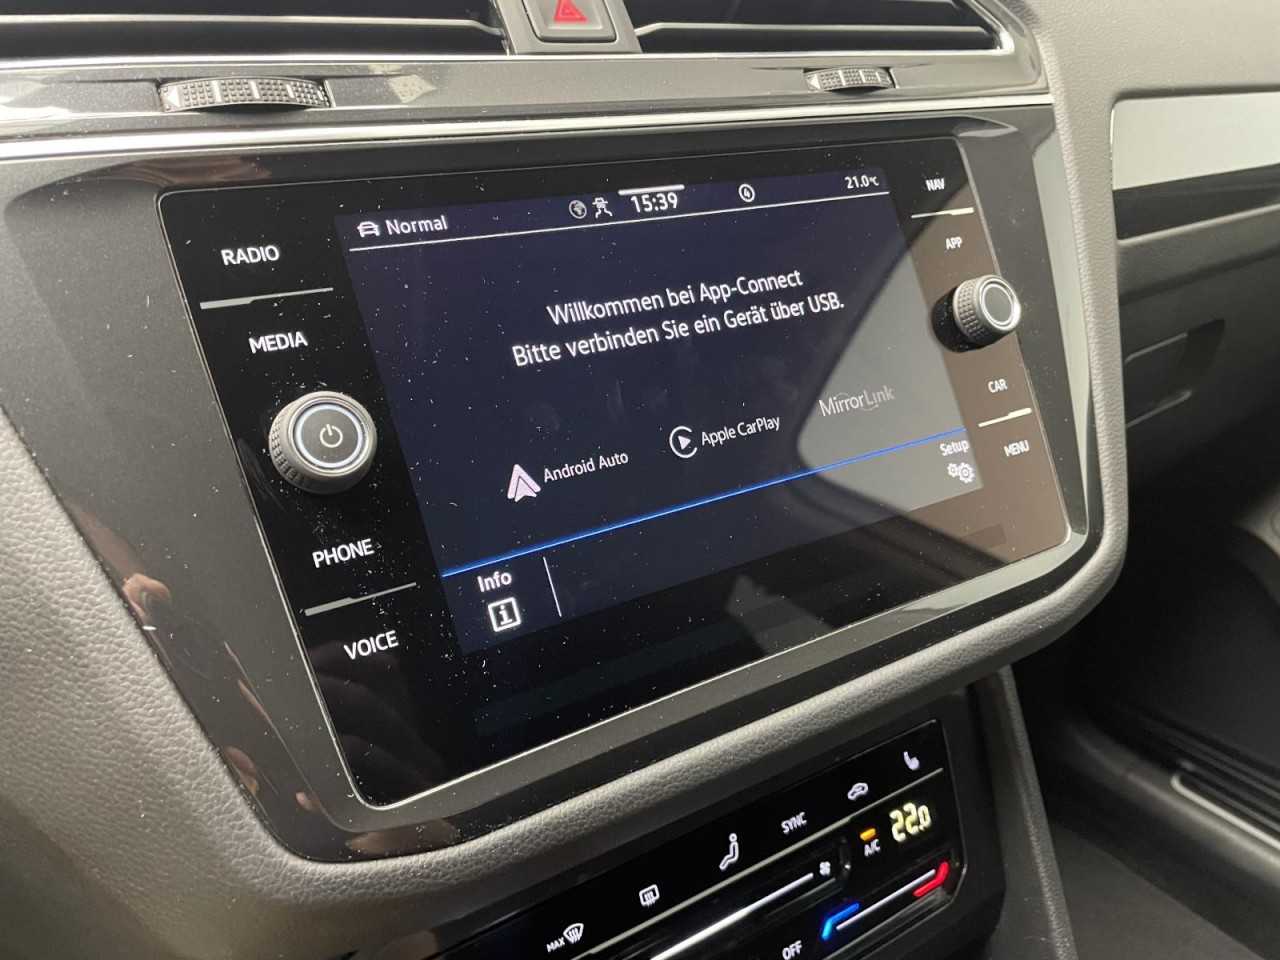 Normal
15:39
4
21.0°C
NAV
RADIO
APP
MEDIA
Willkommen bei App-Connect
Bitte verbinden Sie ein Gerät über USB.
Android Auto
Apple CarPlay
MirrorLink
CAR
MENU
Setup
PHONE
VOICE
Info
i
SYNC
A/C
22.0
MAX
OFF